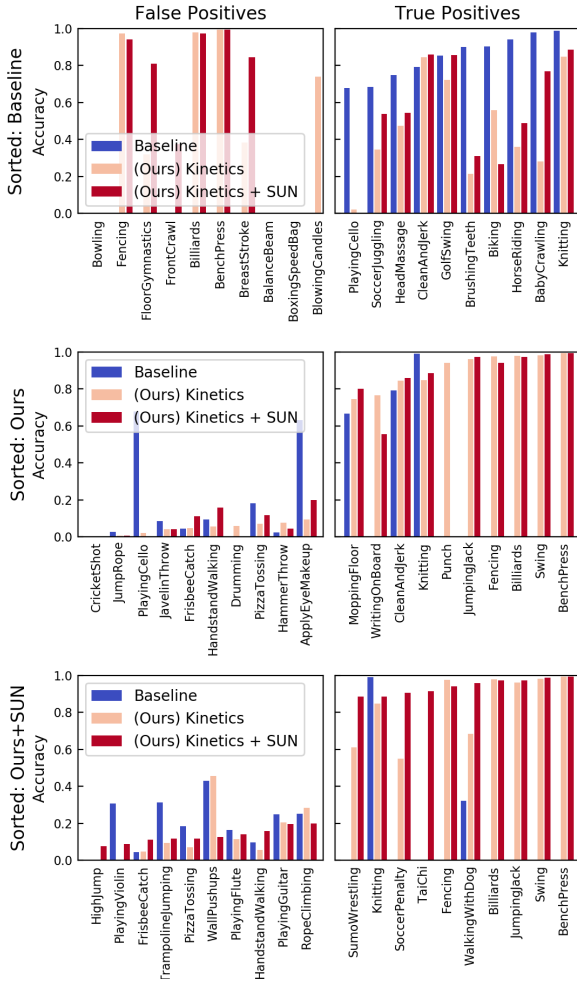 False Positives
True Positives
Sorted: Baseline
Accuracy
1.0
0.8
0.6
0.4
0.2
0.0
Baseline
(Ours) Kinetics
(Ours) Kinetics + SUN
Bowling
Fencing
FloorGymnastics
FrontCrawl
Billiards
BenchPress
BreastStroke
BalanceBeam
BoxingSpeedBag
BlowingCandles
PlayingCello
SoccerJuggling
HeadMassage
CleanAndJerk
GolfSwing
BrushingTeeth
Biking
HorseRiding
BabyCrawling
Knitting
Sorted: Ours
Accuracy
1.0
0.8
0.6
0.4
0.2
0.0
Baseline
(Ours) Kinetics
(Ours) Kinetics + SUN
CricketShot
JumpRope
PlayingCello
JavelinThrow
FrisbeeCatch
HandstandWalking
Drumming
PizzaTossing
HammerThrow
ApplyEyeMakeup
MoppingFloor
WritingOnBoard
CleanAndJerk
Knitting
Punch
JumpingJack
Fencing
Billiards
Swing
BenchPress
Sorted: Ours+SUN
Accuracy
1.0
0.8
0.6
0.4
0.2
0.0
Baseline
(Ours) Kinetics
(Ours) Kinetics + SUN
HighJump
PlayingViolin
FrisbeeCatch
TrampolineJumping
PizzaTossing
WallPushups
PlayingFlute
HandstandWalking
PlayingGuitar
RopeClimbing
SumoWrestling
Knitting
SoccerPenalty
TaiChi
Fencing
WalkingWithDog
Billiards
JumpingJack
Swing
BenchPress